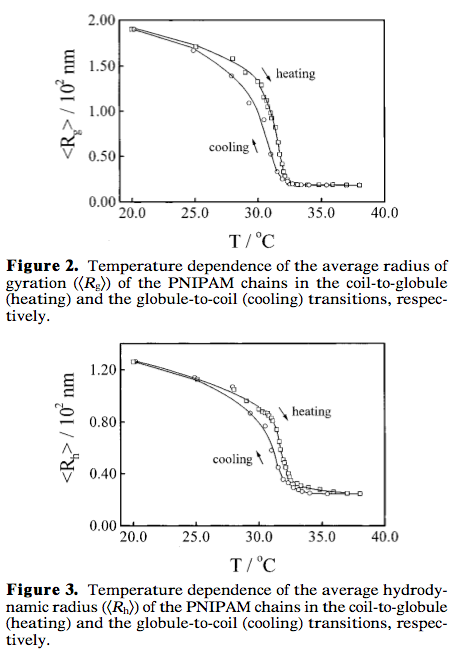 2.00
1.50
1.00
0.50
0.00
<R_g> / 10² nm
heating
cooling
20.0 25.0 30.0 35.0 40.0
T / °C
Figure 2. Temperature dependence of the average radius of
gyration (⟨R_g⟩) of the PNIPAM chains in the coil-to-globule
(heating) and the globule-to-coil (cooling) transitions, respec-
tively.
1.20
0.80
0.40
0.00
<R_h> / 10² nm
heating
cooling
20.0 25.0 30.0 35.0 40.0
T / °C
Figure 3. Temperature dependence of the average hydrody-
namic radius (⟨R_h⟩) of the PNIPAM chains in the coil-to-globule
(heating) and the globule-to-coil (cooling) transitions, respec-
tively.